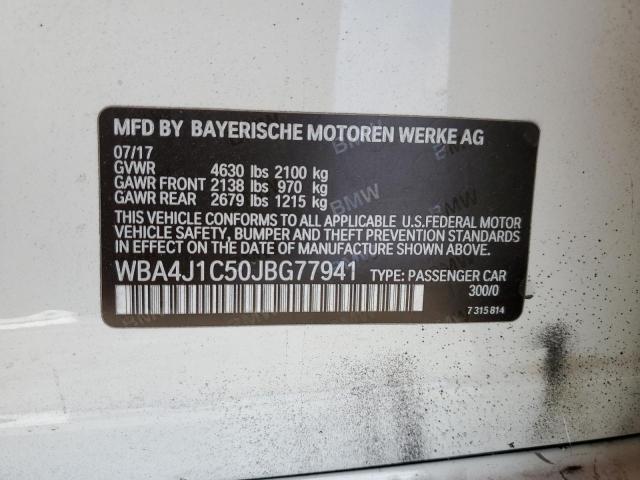 MFD BY BAYERISCHE MOTOREN WERKE AG
07/17
GVWR 4630 lbs 2100 kg
GAWR FRONT 2138 lbs 970 kg
GAWR REAR 2679 lbs 1215 kg
THIS VEHICLE CONFORMS TO ALL APPLICABLE U.S.FEDERAL MOTOR
VEHICLE SAFETY, BUMPER AND THEFT PREVENTION STANDARDS
IN EFFECT ON THE DATE OF MANUFACTURE SHOWN ABOVE.
WBA4J1C50JBG77941 TYPE: PASSENGER CAR
300/0
7 315 814